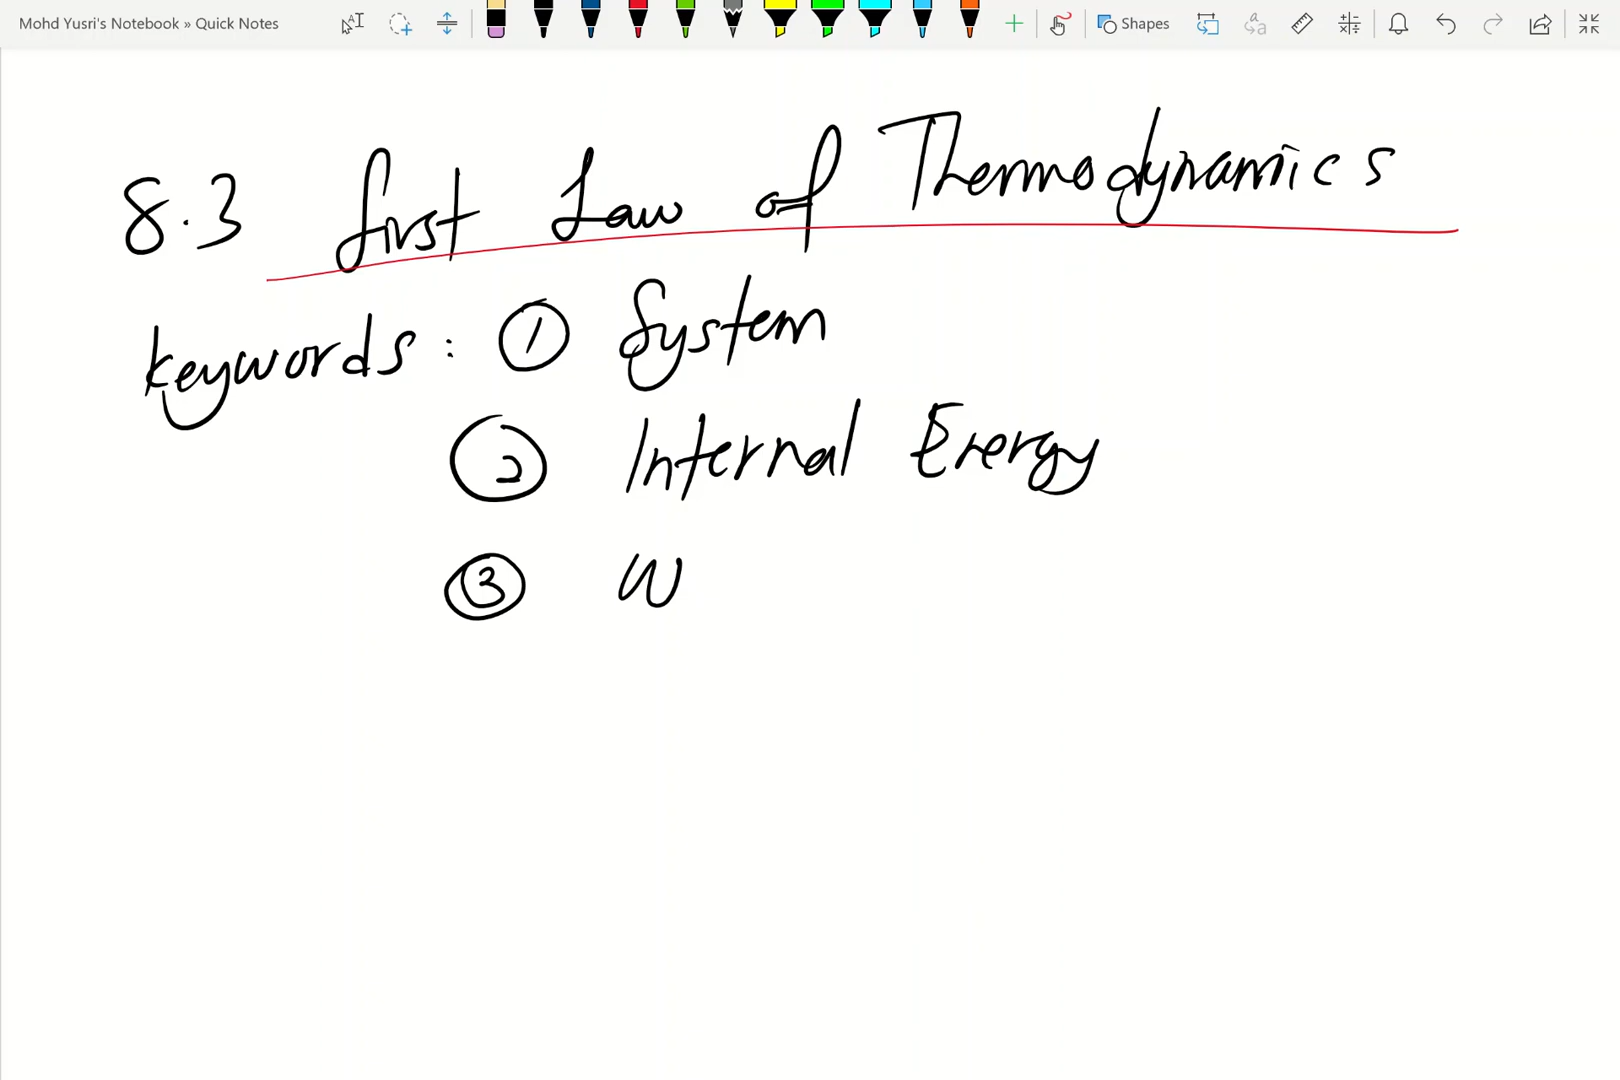 Mohd Yusri's Notebook » Quick Notes Shapes
8.3 first Law of Thermodynamics
keywords : ① System
② Internal Energy
③ W